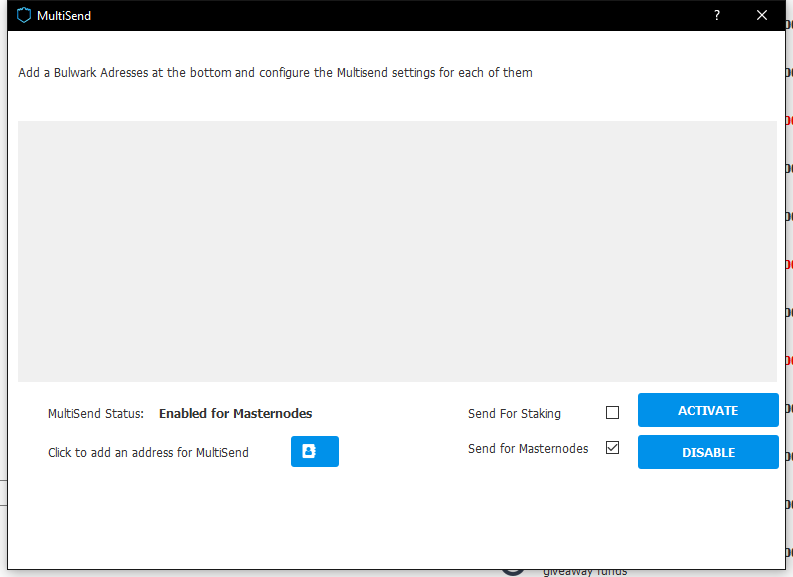 MultiSend
?
Add a Bulwark Adresses at the bottom and configure the Multisend settings for each of them
MultiSend Status: Enabled for Masternodes
Send For Staking
ACTIVATE
Click to add an address for MultiSend
Send for Masternodes
DISABLE
giveaway funds